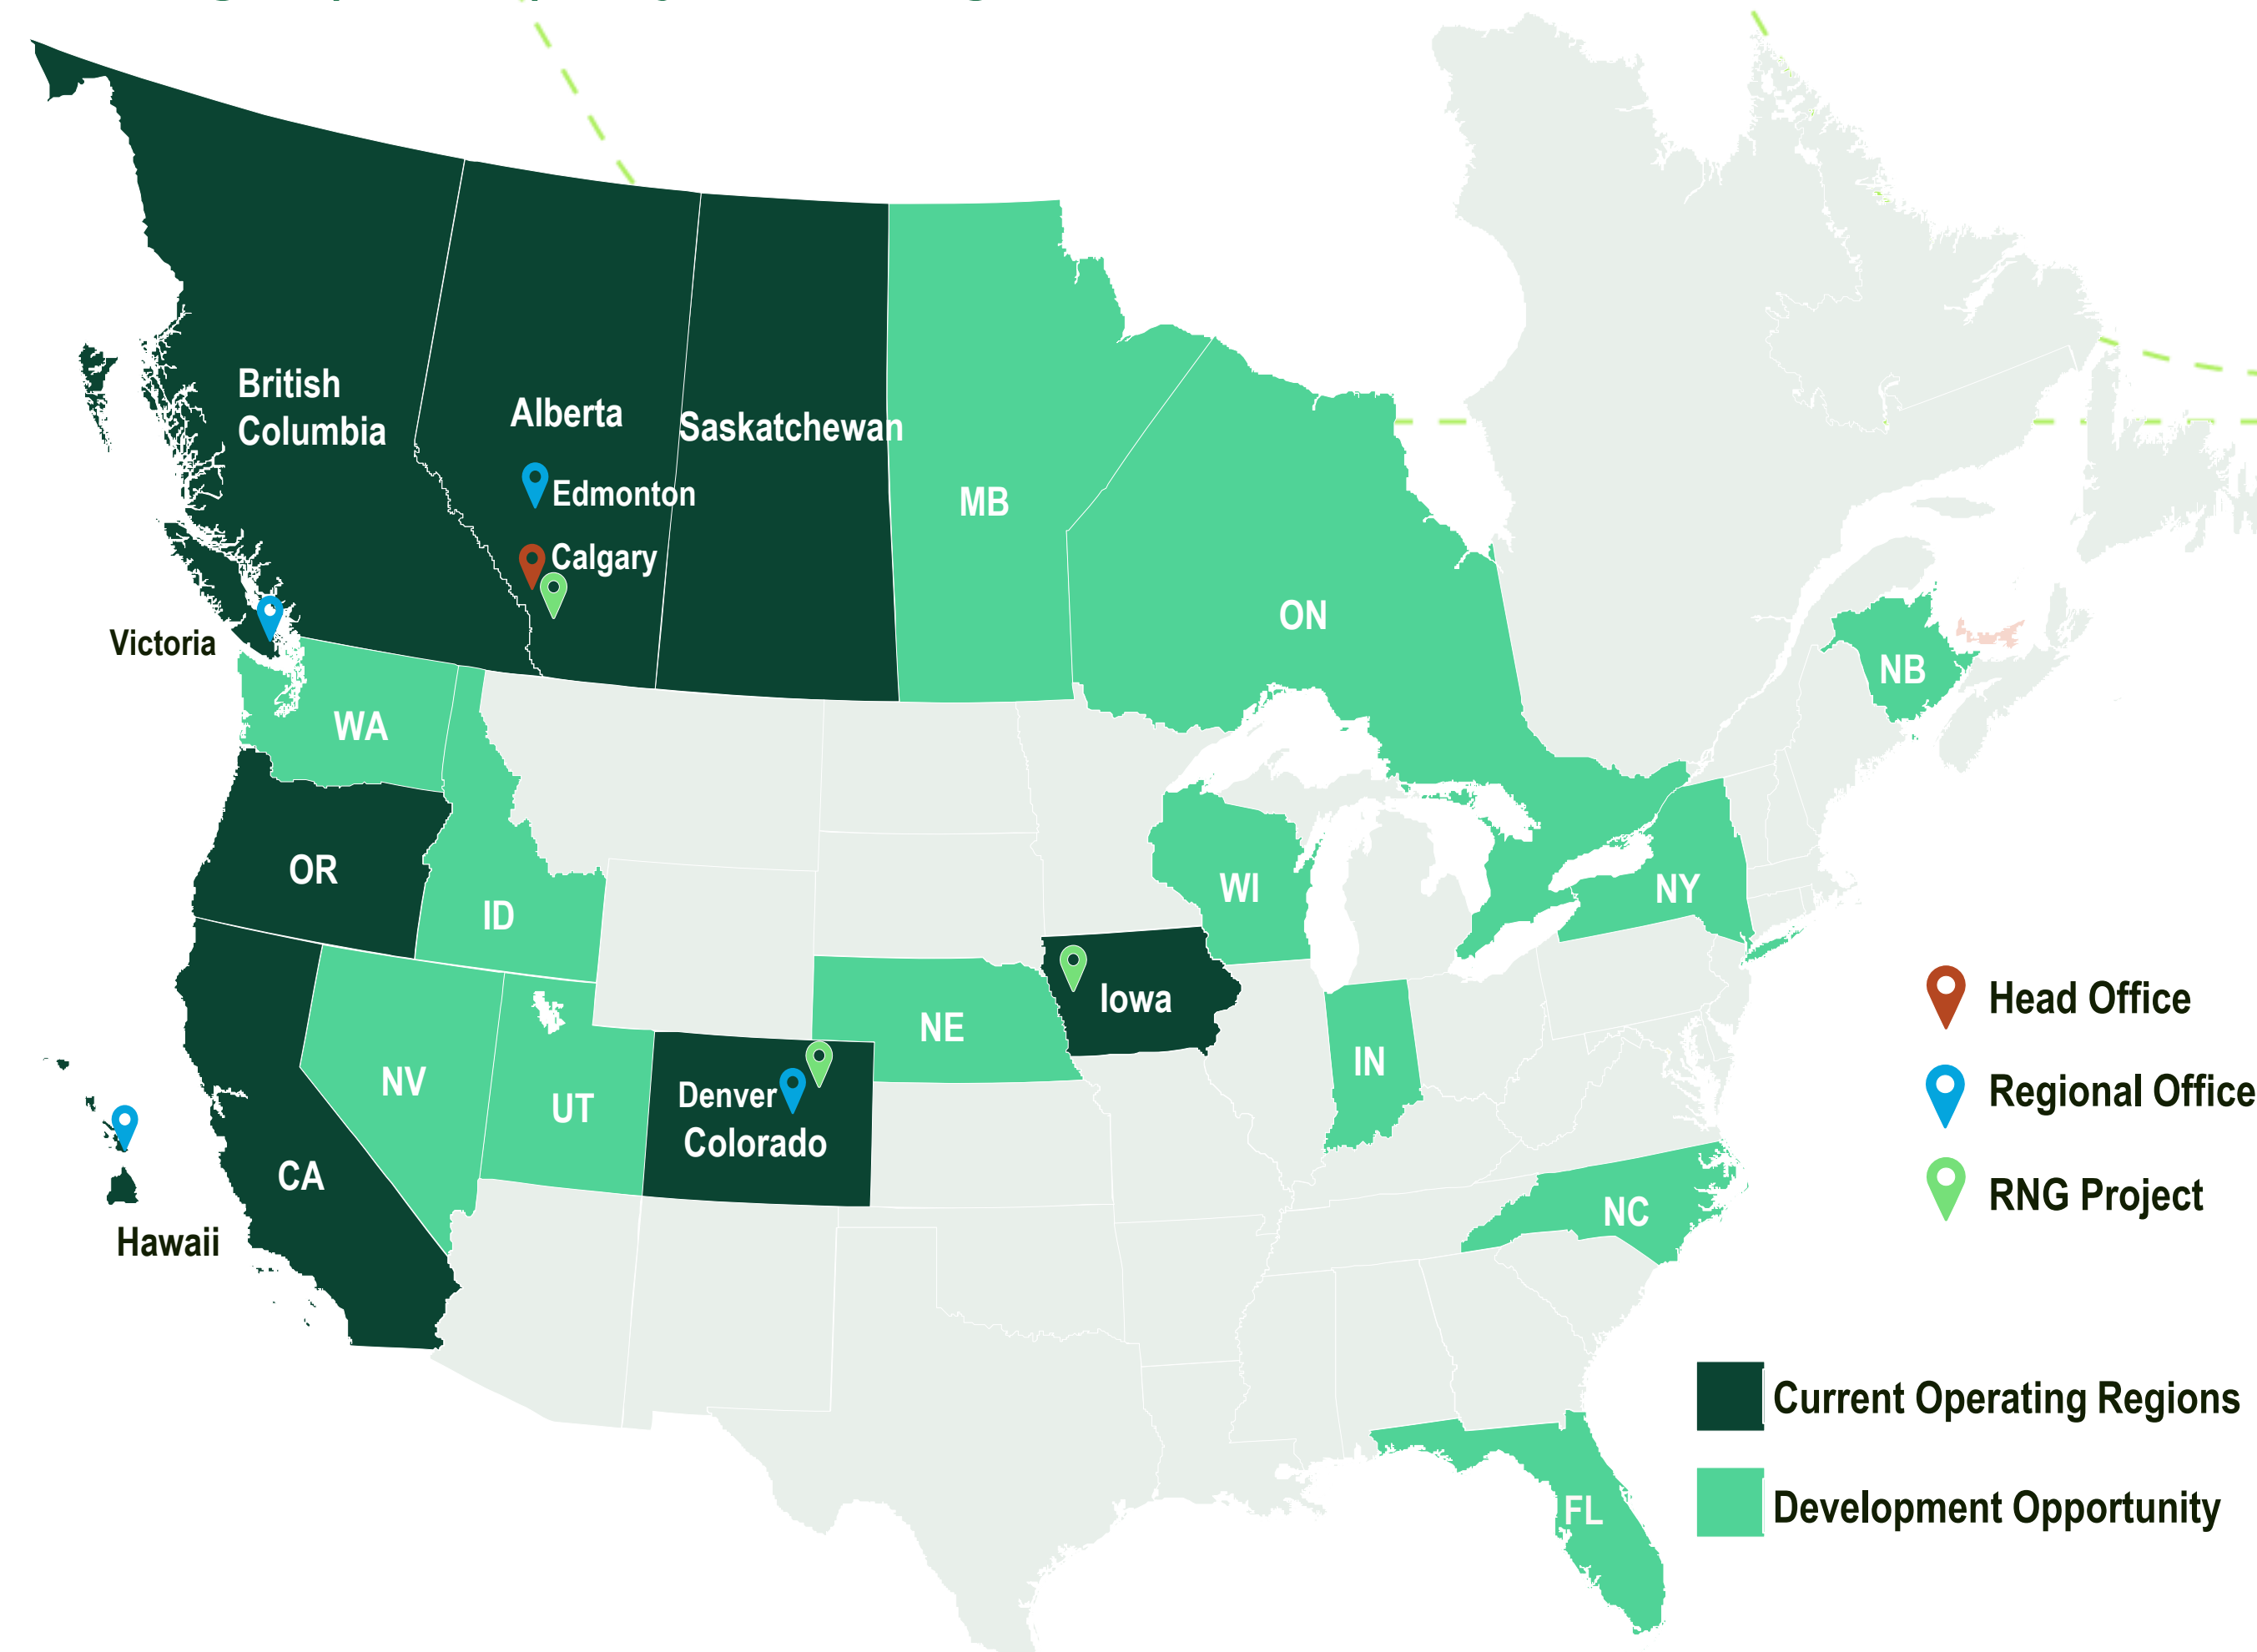 British
Columbia
Alberta
Saskatchewan
Edmonton
MB
Calgary
ON
Victoria
NB
WA
OR
ID
WI
NY
Iowa
Head Office
NE
IN
NV
UT
Denver
Colorado
Regional Office
CA
RNG Project
NC
Hawaii
Current Operating Regions
Development Opportunity
FL